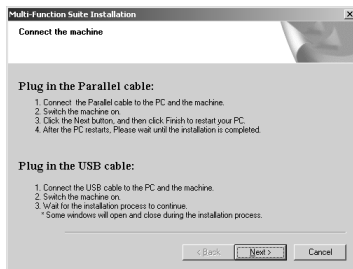 Multi-Function Suite Installation
Connect the machine
Plug in the Parallel cable:
1. Connect the Parallel cable to the PC and the machine.
2. Switch the machine on.
3. Click the Next button, and then click Finish to restart your PC.
4. After the PC restarts, Please wait until the installation is completed.
Plug in the USB cable:
1. Connect the USB cable to the PC and the machine.
2. Switch the machine on.
3. Wait for the installation process to continue.
* Some windows will open and close during the installation process.
< Back Next > Cancel